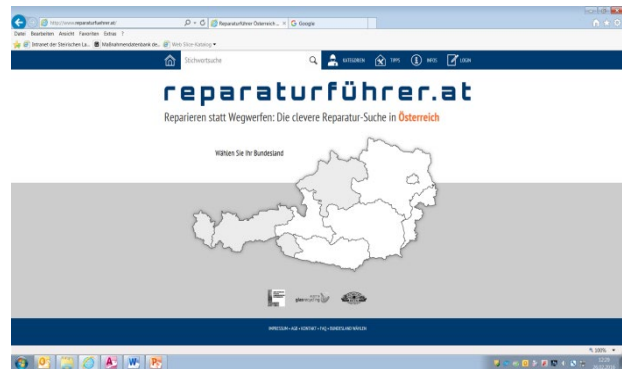 http://www.reparaturfuehrer.at/
Reparaturführer Österreich ...
Google
Datei Bearbeiten Ansicht Favoriten Extras ?
Intranet der Steirischen La... Maßnahmendatenbank de... Web Slice-Katalog
Stichwortsuche
KATEGORIEN TIPPS INFOS LOGIN
reparaturführer.at
Reparieren statt Wegwerfen: Die clevere Reparatur-Suche in Österreich
Wählen Sie Ihr Bundesland
IMPRESSUM • AGB • KONTAKT • FAQ • BUNDESLAND WÄHLEN
100%
12:29